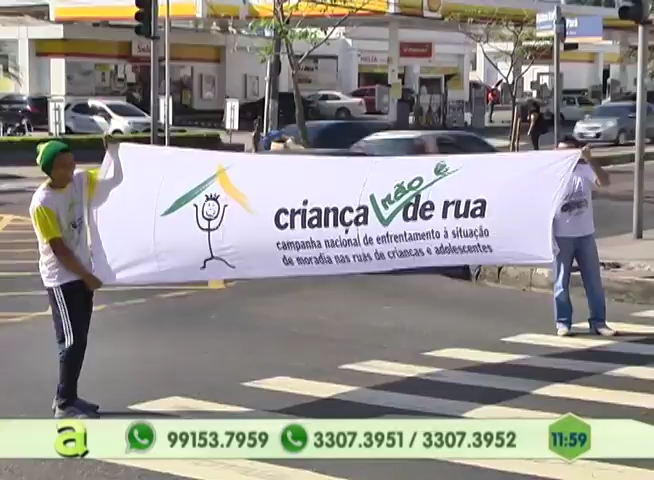 não é
criança de rua
campanha nacional de enfrentamento à situação
de moradia nas ruas de crianças e adolescentes
a 99153.7959 3307.3951 / 3307.3952 11:59